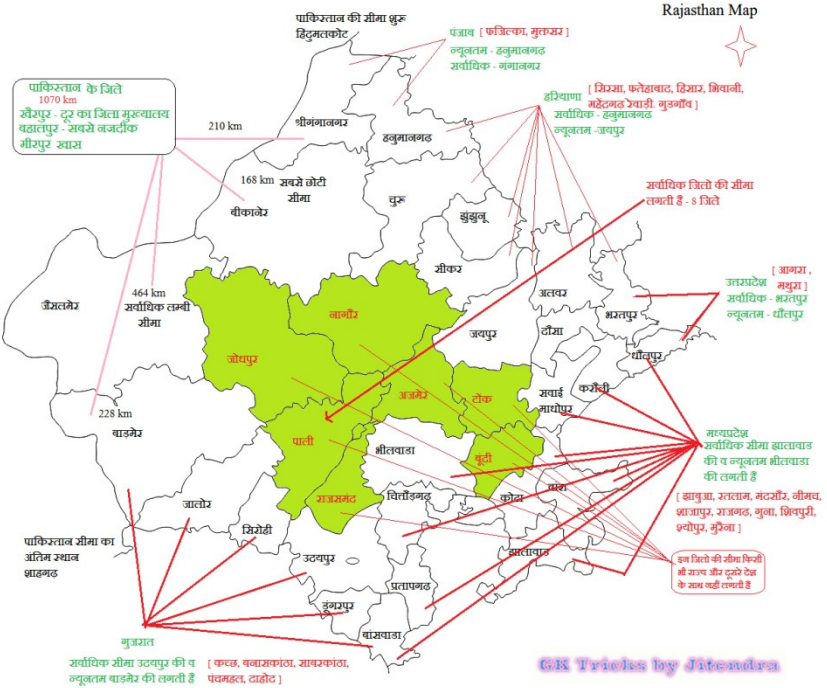 Rajasthan Map
पाकिस्तान की सीमा शुरू
हिंदुमलकोट
पंजाब [ फजिल्का, मुक्तसर ]
न्यूनतम - हनुमानगढ
सर्वाधिक - गंगानगर
पाकिस्तान के जिले
1070 km
खैरपुर - दूर का जिला मुख्यालय
बहालपुर - सबसे नजदीक
मीरपुर खास
हरियाणा [ सिरसा, फतेहाबाद, हिसार, भिवानी,
महेंद्रगढ रेवाड़ी. गुडगाँव ]
सर्वाधिक - हनुमानगढ
न्यूनतम -जयपुर
210 km
श्रीगंगानगर
हनुमानगढ
168 km सबसे छोटी
सीमा
बीकानेर
चुरू
झुंझुनू
सीकर
सर्वाधिक जिलो की सीमा
लगती हैं - 8 जिले
जैसलमेर
464 km
सर्वाधिक लम्बी
सीमा
नागौर
जोधपुर
जयपुर
अलवर
दौसा
भरतपुर
धौलपुर
उत्तरप्रदेश [ आगरा ,
मथुरा ]
सर्वाधिक - भरतपुर
न्यूनतम - धौलपुर
अजमेर
टोंक
सवाई
माधोपुर
करौली
228 km
बाड़मेर
पाली
भीलवाडा
बूंदी
मध्यप्रदेश
सर्वाधिक सीमा झालावाड
की व न्यूनतम भीलवाडा
की लगती हैं
[ झाबुआ, रतलाम, मंदसौर, नीमच,
शाजापुर, राजगढ, गुना, शिवपुरी,
श्योपुर, मुरैना ]
जालोर
राजसमंद
चित्तौडगढ
कोटा
बारा
सिरोही
पाकिस्तान सीमा का
अंतिम स्थान
शाहगढ
उदयपुर
झालावाड
प्रतापगढ
इन जिलो की सीमा किसी
भी राज्य और दूसरे देश
के साथ नहीं लगती हैं
डूंगरपुर
बांसवाडा
गुजरात
सर्वाधिक सीमा उदयपुर की व
न्यूनतम बाड़मेर की लगती हैं
[ कच्छ, बनासकांठा, साबरकांठा,
पंचमहल, दाहोद ]
GK Tricks by Jitendra